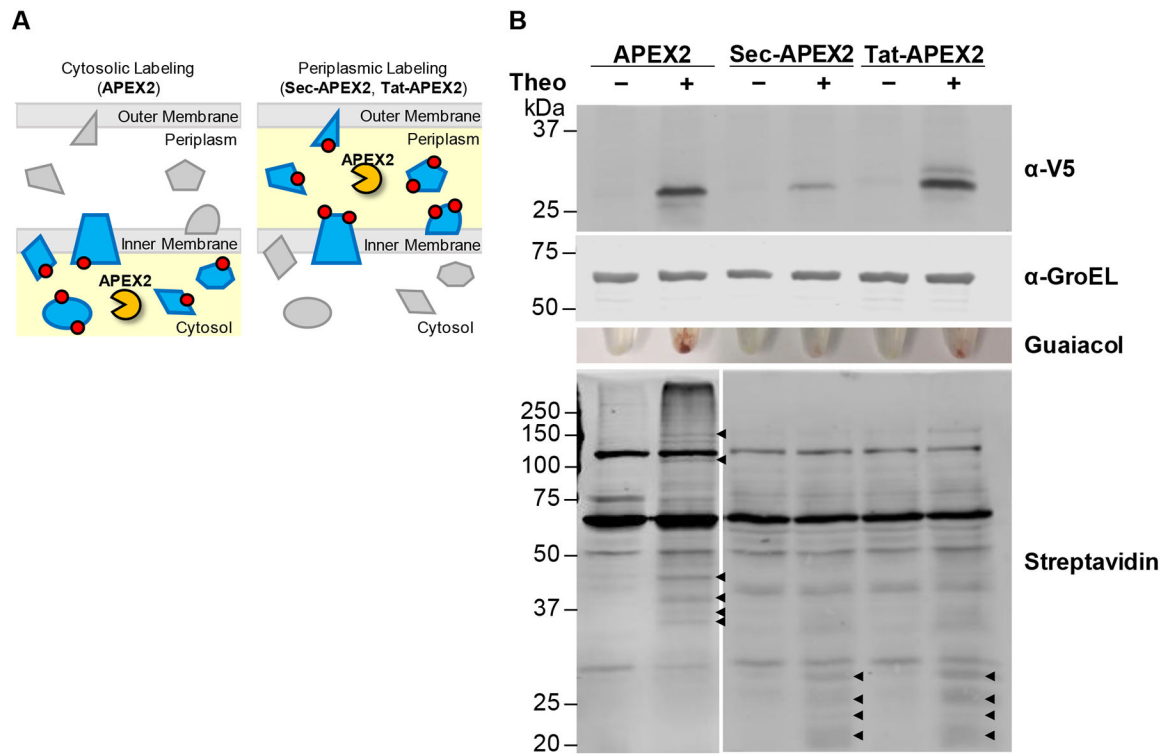 A
Cytosolic Labeling
(APEX2)
Outer Membrane
Periplasm
Inner Membrane
APEX2
Cytosol
Periplasmic Labeling
(Sec-APEX2, Tat-APEX2)
Outer Membrane
Periplasm
APEX2
Inner Membrane
Cytosol
B
APEX2 Sec-APEX2 Tat-APEX2
Theo − + − + − +
kDa
37
25
α-V5
75
50
α-GroEL
Guaiacol
250
150
100
75
50
37
25
20
Streptavidin